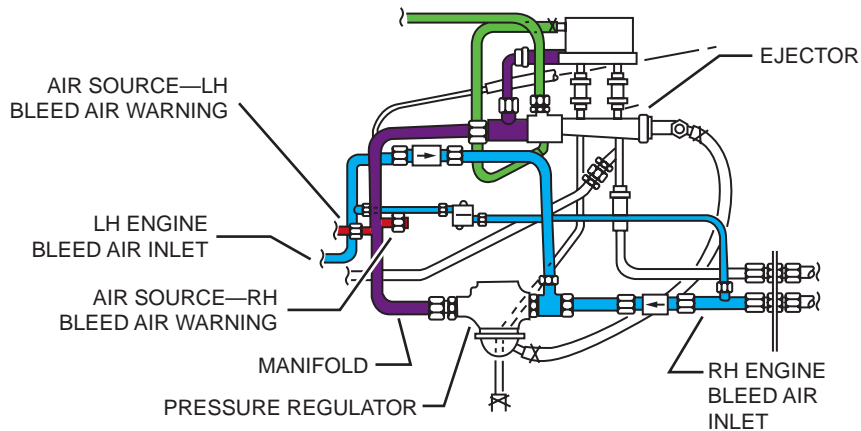 EJECTOR
AIR SOURCE—LH
BLEED AIR WARNING
LH ENGINE
BLEED AIR INLET
AIR SOURCE—RH
BLEED AIR WARNING
MANIFOLD
PRESSURE REGULATOR
RH ENGINE
BLEED AIR
INLET